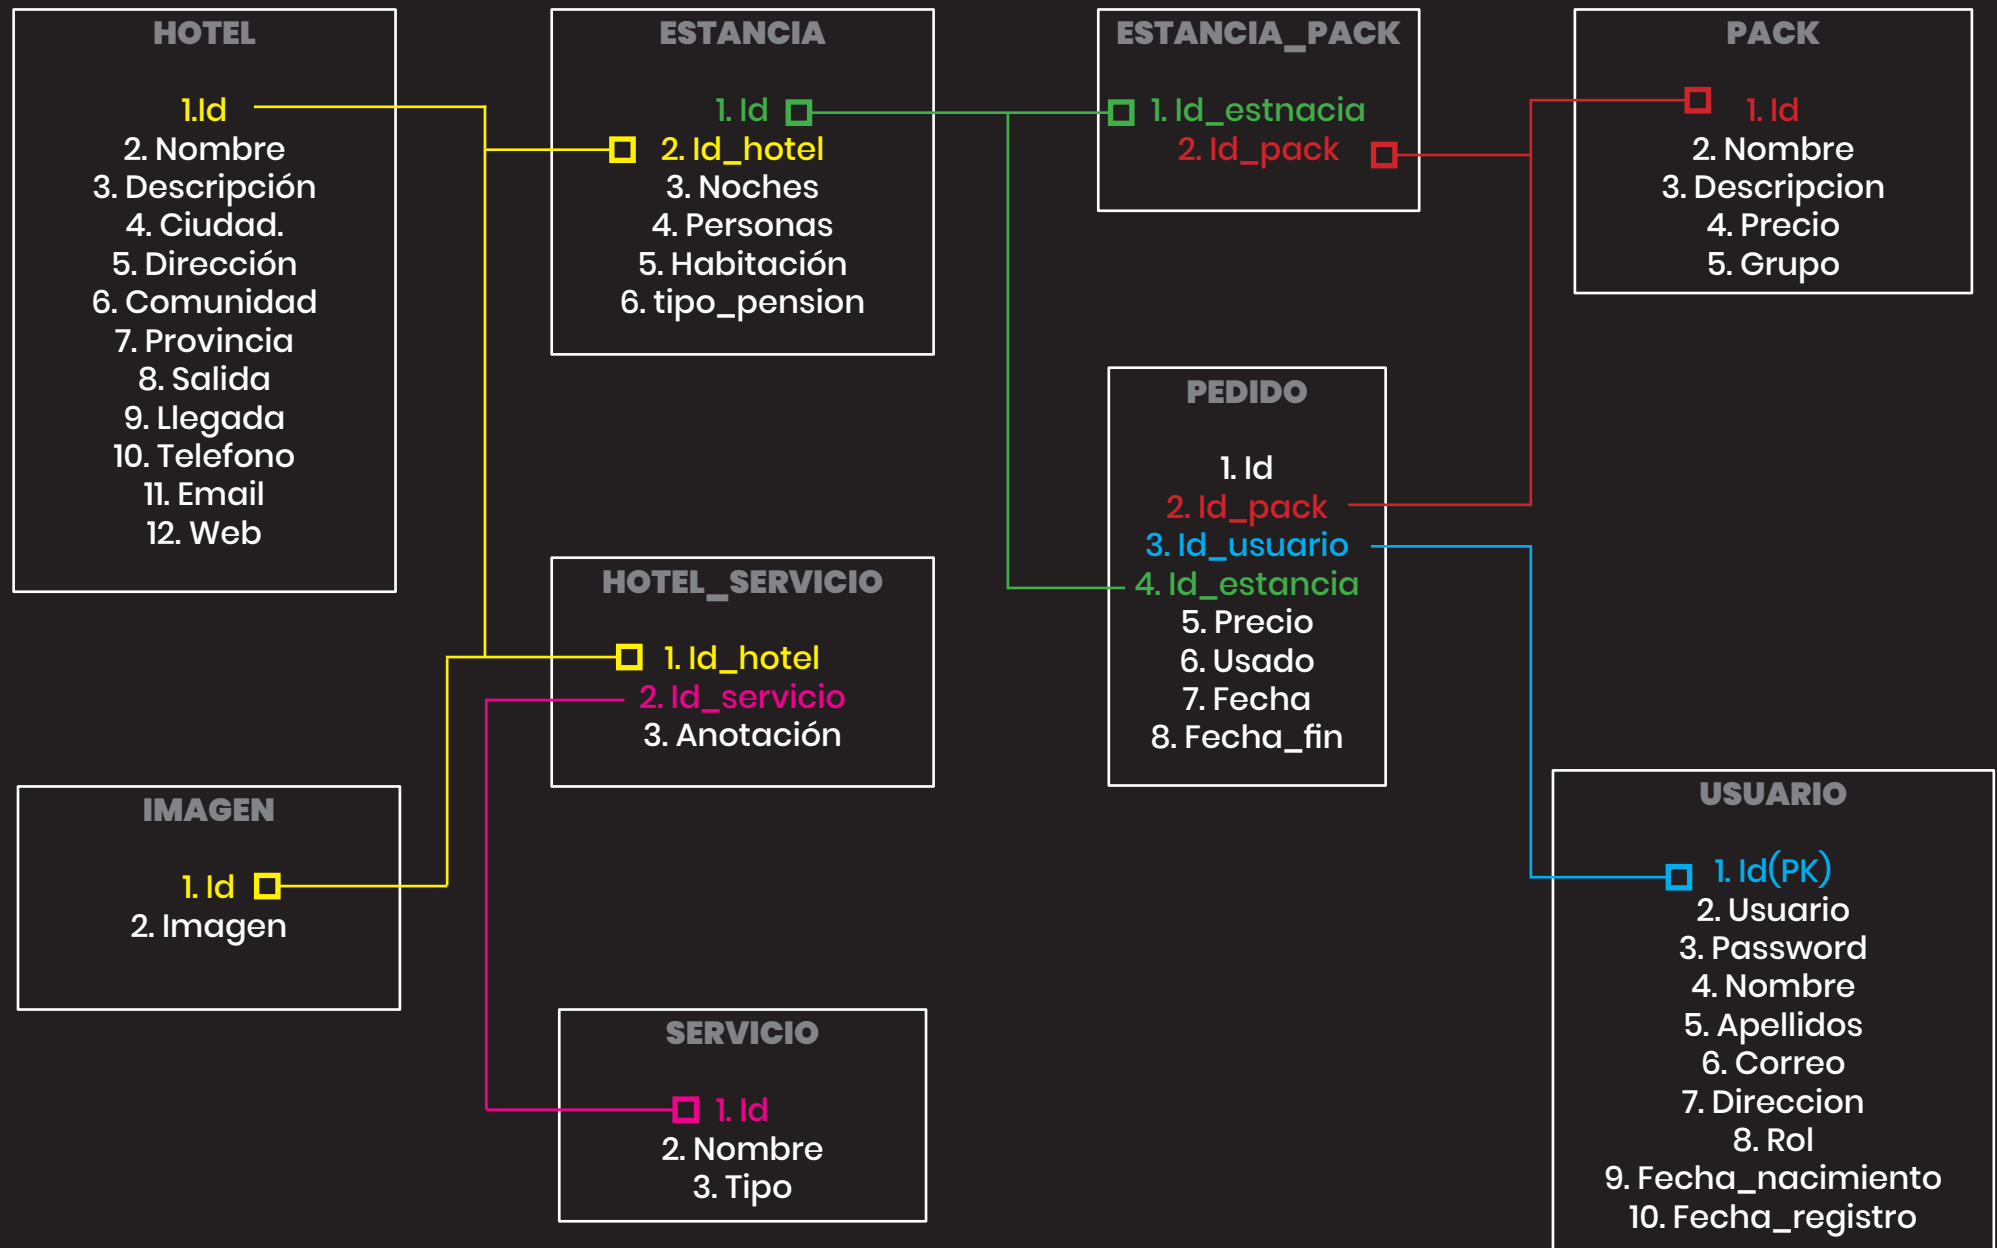 HOTEL
1.Id
2. Nombre
3. Descripción
4. Ciudad.
5. Dirección
6. Comunidad
7. Provincia
8. Salida
9. Llegada
10. Telefono
11. Email
12. Web
ESTANCIA
1. Id
2. Id_hotel
3. Noches
4. Personas
5. Habitación
6. tipo_pension
ESTANCIA_PACK
1. Id_estnacia
2. Id_pack
PACK
1. Id
2. Nombre
3. Descripcion
4. Precio
5. Grupo
PEDIDO
1. Id
2. Id_pack
3. Id_usuario
4. Id_estancia
5. Precio
6. Usado
7. Fecha
8. Fecha_fin
HOTEL_SERVICIO
1. Id_hotel
2. Id_servicio
3. Anotación
IMAGEN
1. Id
2. Imagen
SERVICIO
1. Id
2. Nombre
3. Tipo
USUARIO
1. Id(PK)
2. Usuario
3. Password
4. Nombre
5. Apellidos
6. Correo
7. Direccion
8. Rol
9. Fecha_nacimiento
10. Fecha_registro